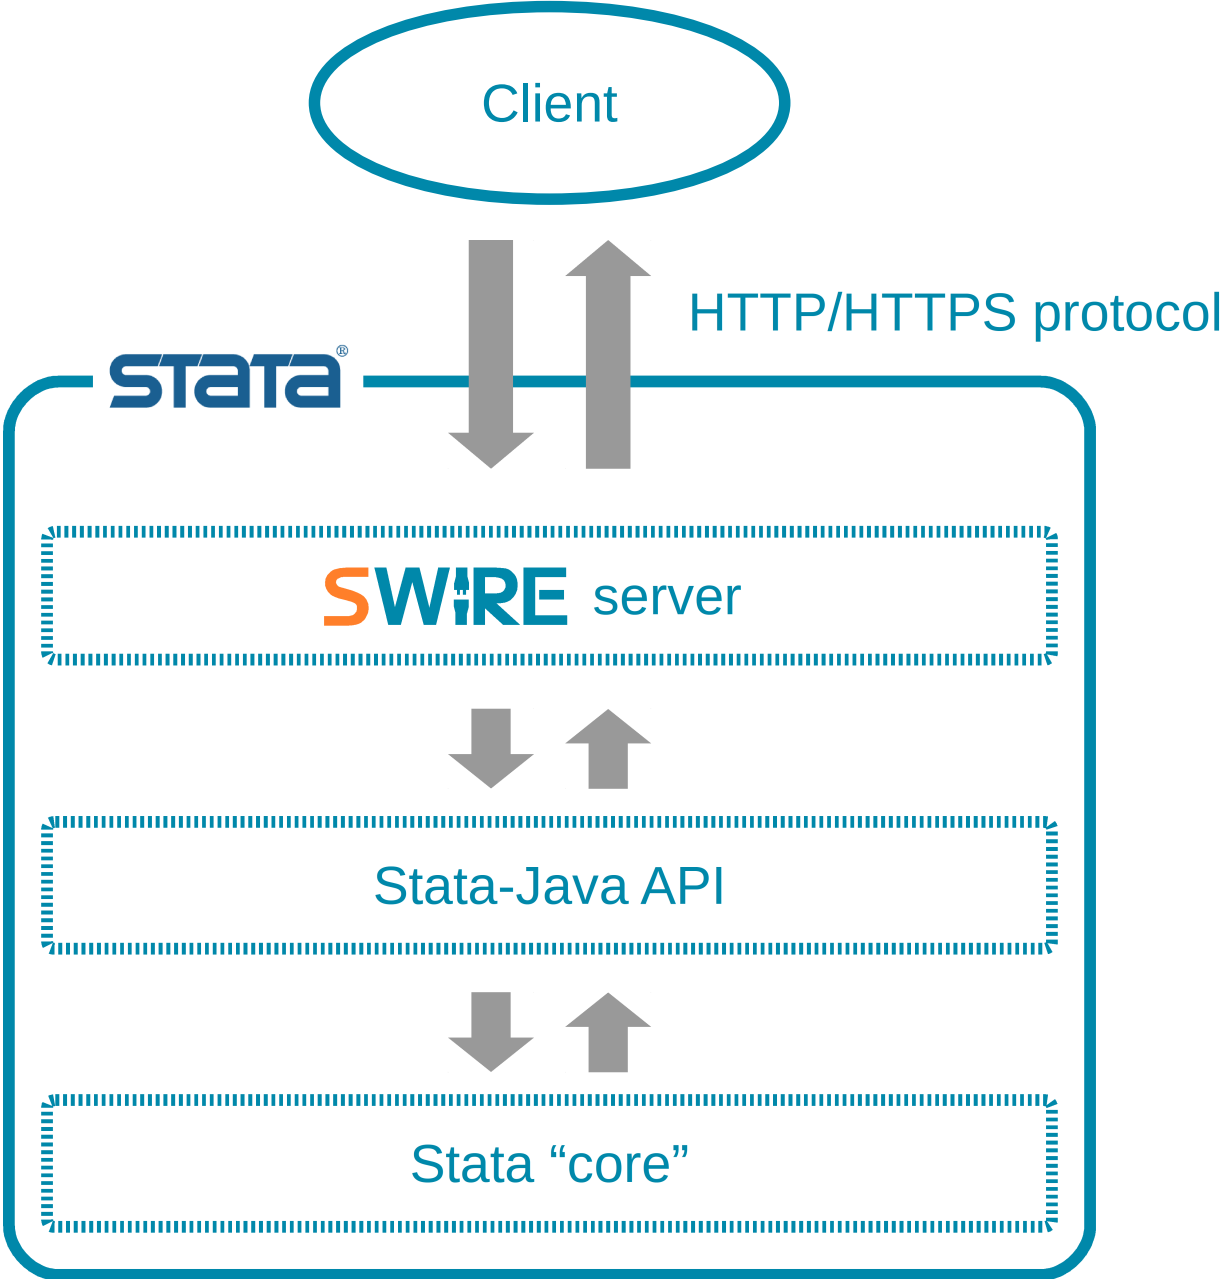 Client
HTTP/HTTPS protocol
STATA®
SWIRE server
Stata-Java API
Stata “core”